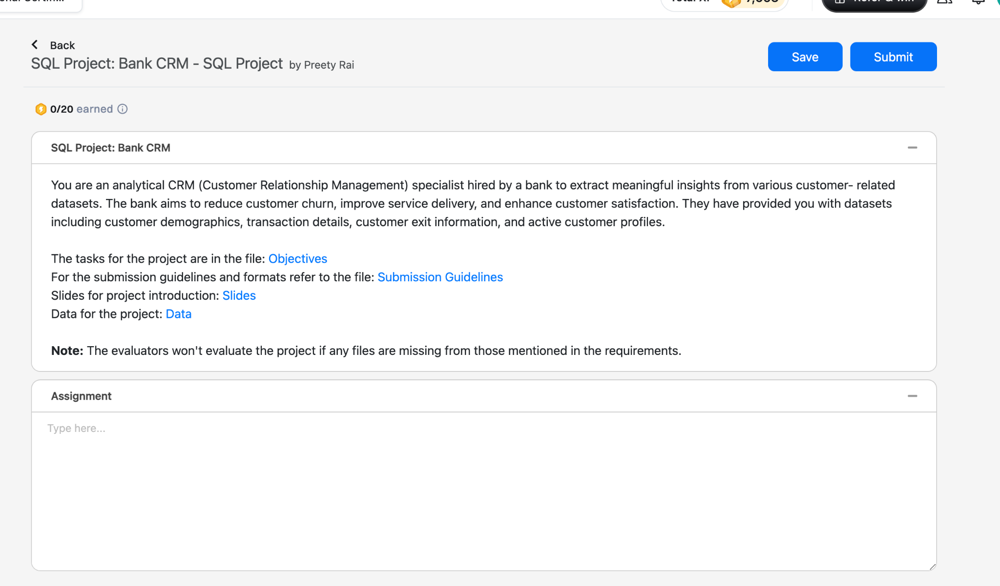 Back
SQL Project: Bank CRM - SQL Project by Preety Rai
Save
Submit
0/20 earned
SQL Project: Bank CRM
You are an analytical CRM (Customer Relationship Management) specialist hired by a bank to extract meaningful insights from various customer- related
datasets. The bank aims to reduce customer churn, improve service delivery, and enhance customer satisfaction. They have provided you with datasets
including customer demographics, transaction details, customer exit information, and active customer profiles.
The tasks for the project are in the file: Objectives
For the submission guidelines and formats refer to the file: Submission Guidelines
Slides for project introduction: Slides
Data for the project: Data
Note: The evaluators won't evaluate the project if any files are missing from those mentioned in the requirements.
Assignment
Type here...